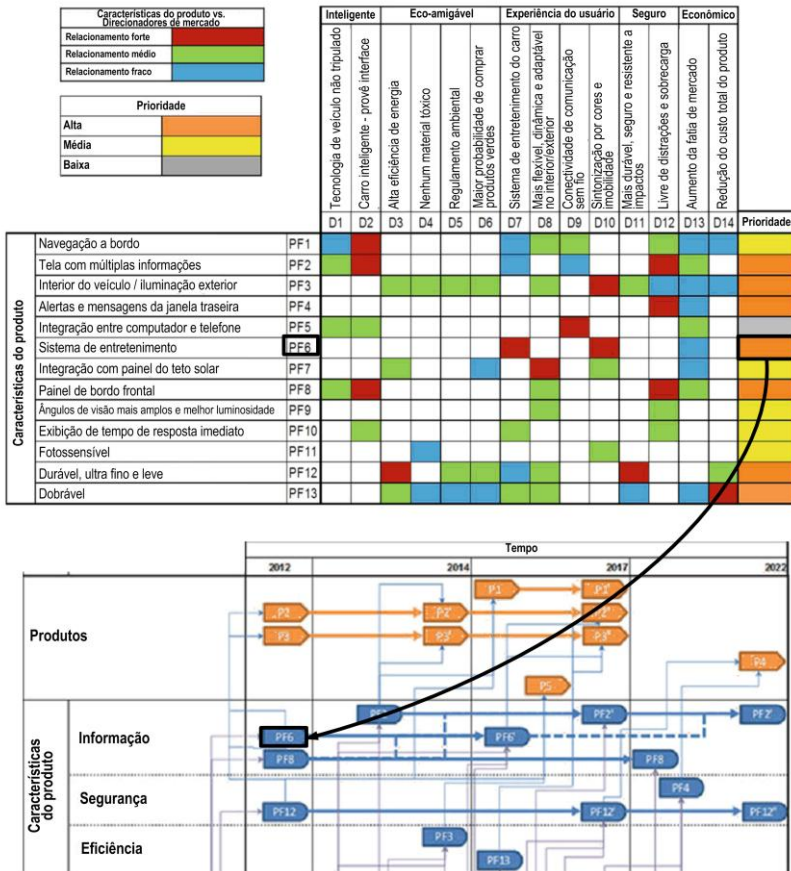 Características do produto vs.
Direcionadores de mercado
Relacionamento forte
Relacionamento médio
Relacionamento fraco
Prioridade
Alta
Média
Baixa
Inteligente
Eco-amigável
Experiência do usuário
Seguro
Econômico
Tecnologia de veículo não tripulado
Carro inteligente - provê interface
Alta eficiência de energia
Nenhum material tóxico
Regulamento ambiental
Maior probabilidade de comprar
produtos verdes
Sistema de entretenimento do carro
Mais flexível, dinâmica e adaptável
no interior/exterior
Conectividade de comunicação
sem fio
Sintonização por cores e
imobilidade
Mais durável, seguro e resistente a
impactos
Livre de distrações e sobrecarga
Aumento da fatia de mercado
Redução do custo total do produto
D1 D2 D3 D4 D5 D6 D7 D8 D9 D10 D11 D12 D13 D14 Prioridade
Características do produto
Navegação a bordo PF1
Tela com múltiplas informações PF2
Interior do veículo / iluminação exterior PF3
Alertas e mensagens da janela traseira PF4
Integração entre computador e telefone PF5
Sistema de entretenimento PF6
Integração com painel do teto solar PF7
Painel de bordo frontal PF8
Ângulos de visão mais amplos e melhor luminosidade PF9
Exibição de tempo de resposta imediato PF10
Fotossensível PF11
Durável, ultra fino e leve PF12
Dobrável PF13
Tempo
2012 2014 2017 2022
Produtos
P1 P1'
P2 P2' P2"
P3 P3' P3"
P4
P5
Características
do produto
Informação
PF2' PF2'
PF6 PF6'
PF8 PF8
Segurança
PF4
PF12 PF12' PF12"
Eficiência
PF3
PF13